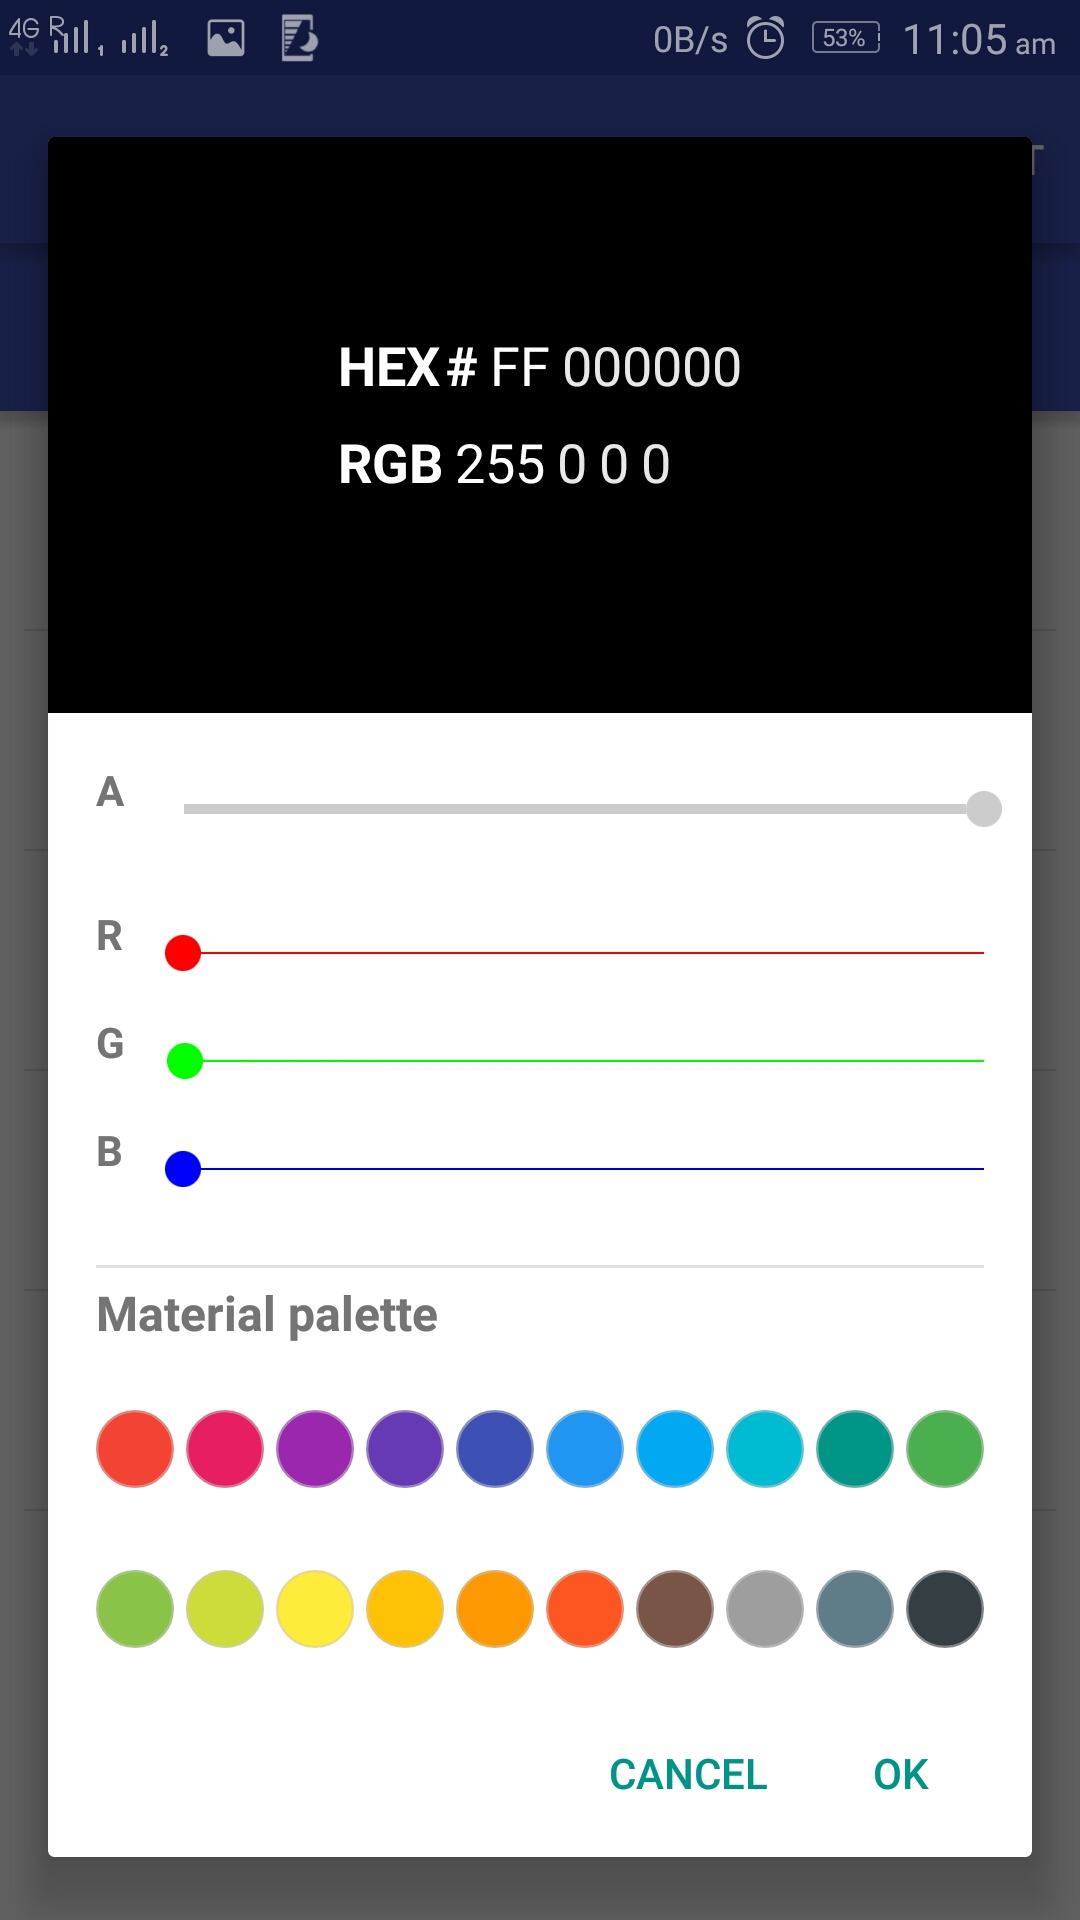 4G R 1 2 0B/s 53% 11:05 am
T
HEX# FF 000000
RGB 255 0 0 0
A
R
G
B
Material palette
CANCEL OK